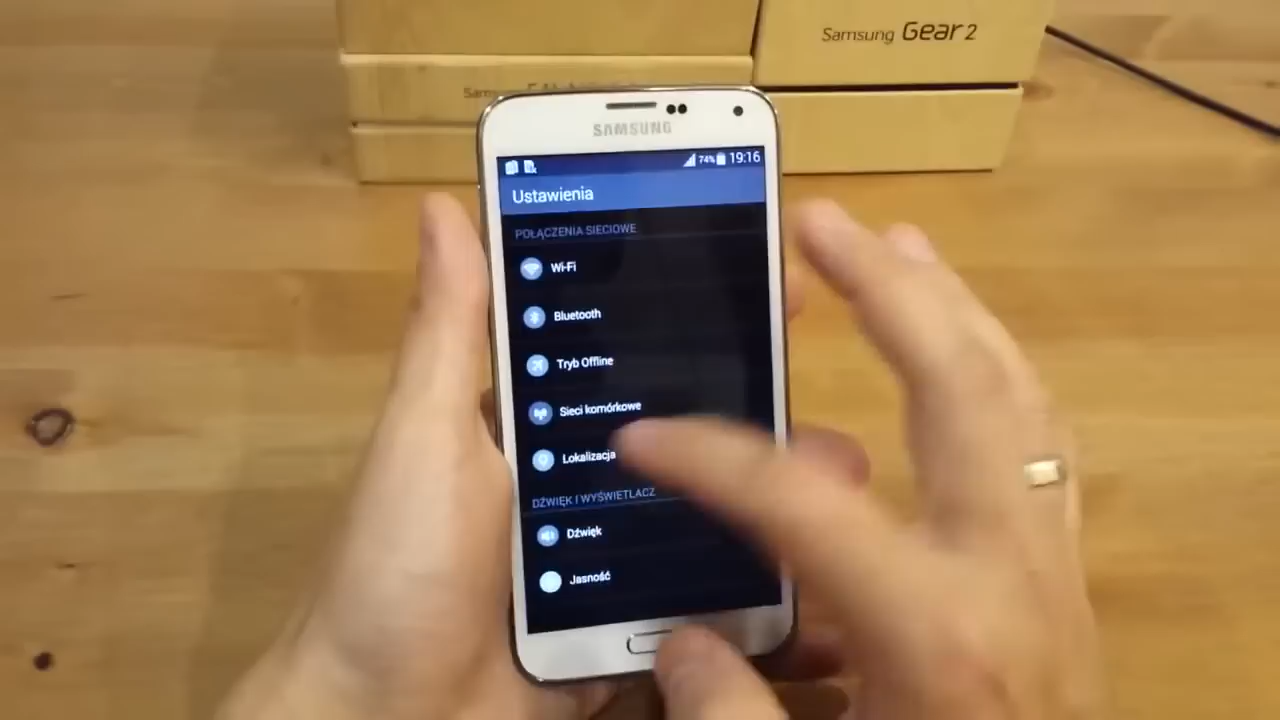 Samsung Gear 2
SAMSUNG
74% 19:16
Ustawienia
POŁĄCZENIA SIECIOWE
Wi-Fi
Bluetooth
Tryb Offline
Sieci komórkowe
Lokalizacja
DŹWIĘK I WYŚWIETLACZ
Dźwięk
Jasność